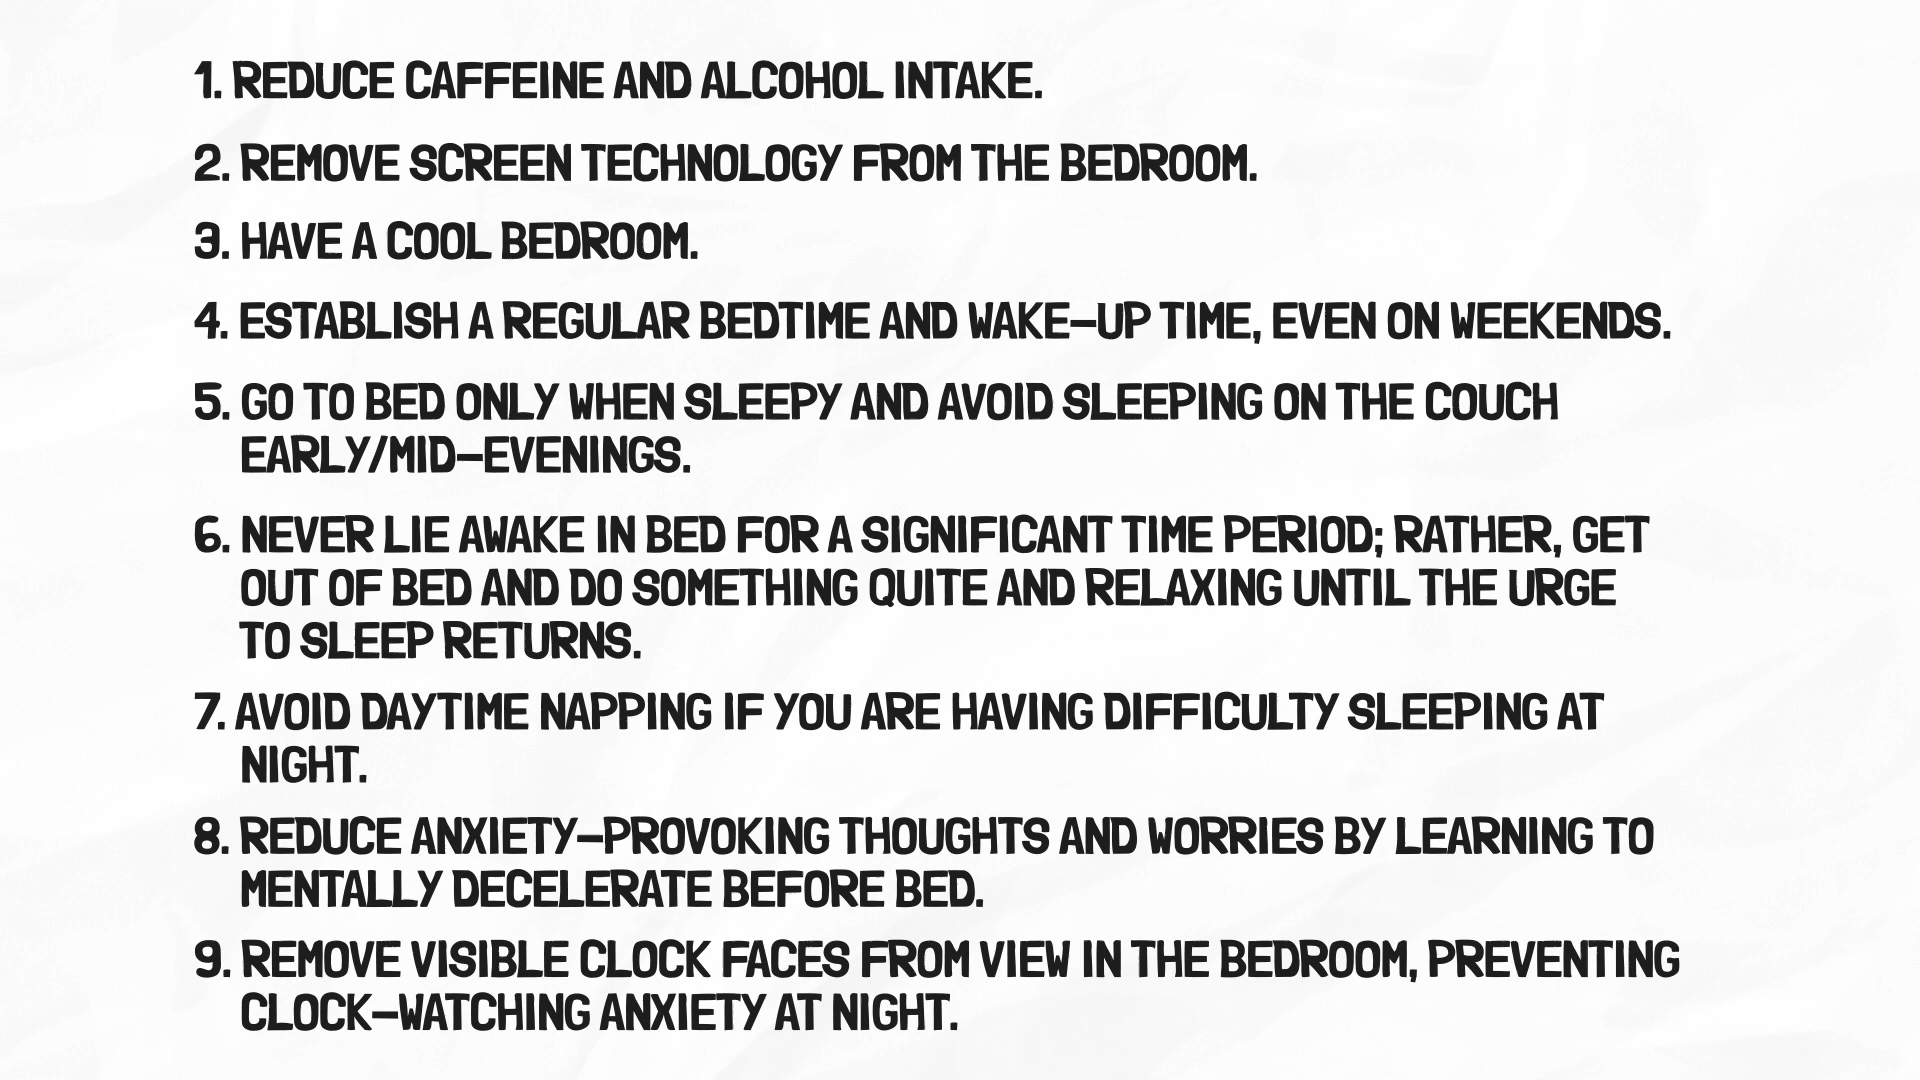 1. REDUCE CAFFEINE AND ALCOHOL INTAKE.
2. REMOVE SCREEN TECHNOLOGY FROM THE BEDROOM.
3. HAVE A COOL BEDROOM.
4. ESTABLISH A REGULAR BEDTIME AND WAKE-UP TIME, EVEN ON WEEKENDS.
5. GO TO BED ONLY WHEN SLEEPY AND AVOID SLEEPING ON THE COUCH
EARLY/MID-EVENINGS.
6. NEVER LIE AWAKE IN BED FOR A SIGNIFICANT TIME PERIOD; RATHER, GET
OUT OF BED AND DO SOMETHING QUITE AND RELAXING UNTIL THE URGE
TO SLEEP RETURNS.
7. AVOID DAYTIME NAPPING IF YOU ARE HAVING DIFFICULTY SLEEPING AT
NIGHT.
8. REDUCE ANXIETY-PROVOKING THOUGHTS AND WORRIES BY LEARNING TO
MENTALLY DECELERATE BEFORE BED.
9. REMOVE VISIBLE CLOCK FACES FROM VIEW IN THE BEDROOM, PREVENTING
CLOCK-WATCHING ANXIETY AT NIGHT.